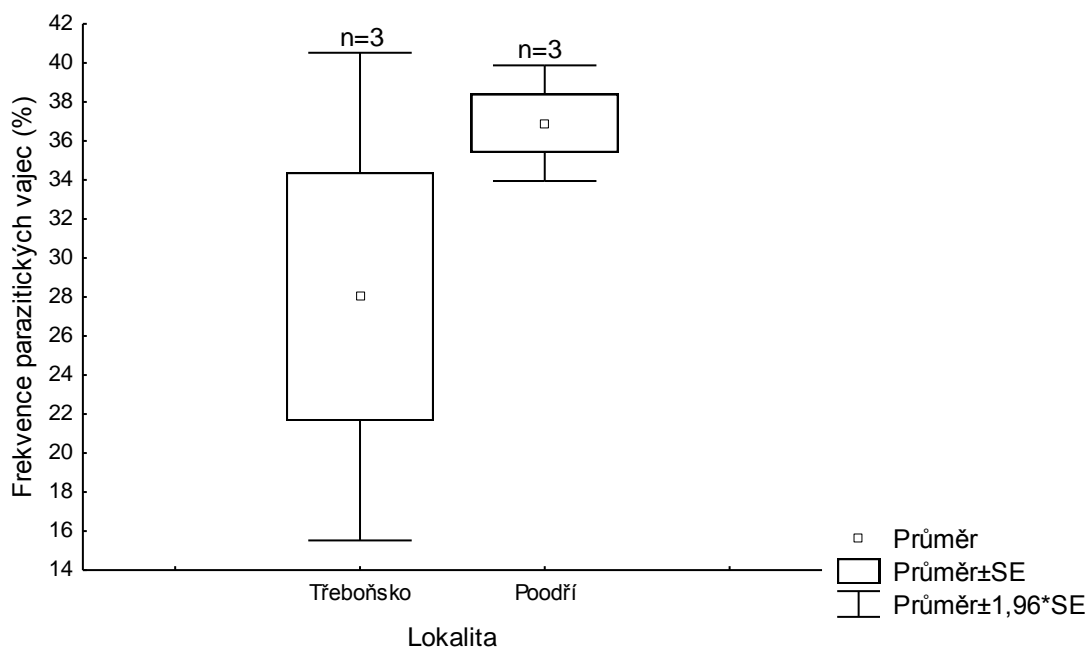 Frekvence parazitických vajec (%)
42
40
38
36
34
32
30
28
26
24
22
20
18
16
14
n=3
n=3
Třeboňsko
Poodří
Lokalita
Průměr
Průměr±SE
Průměr±1,96*SE